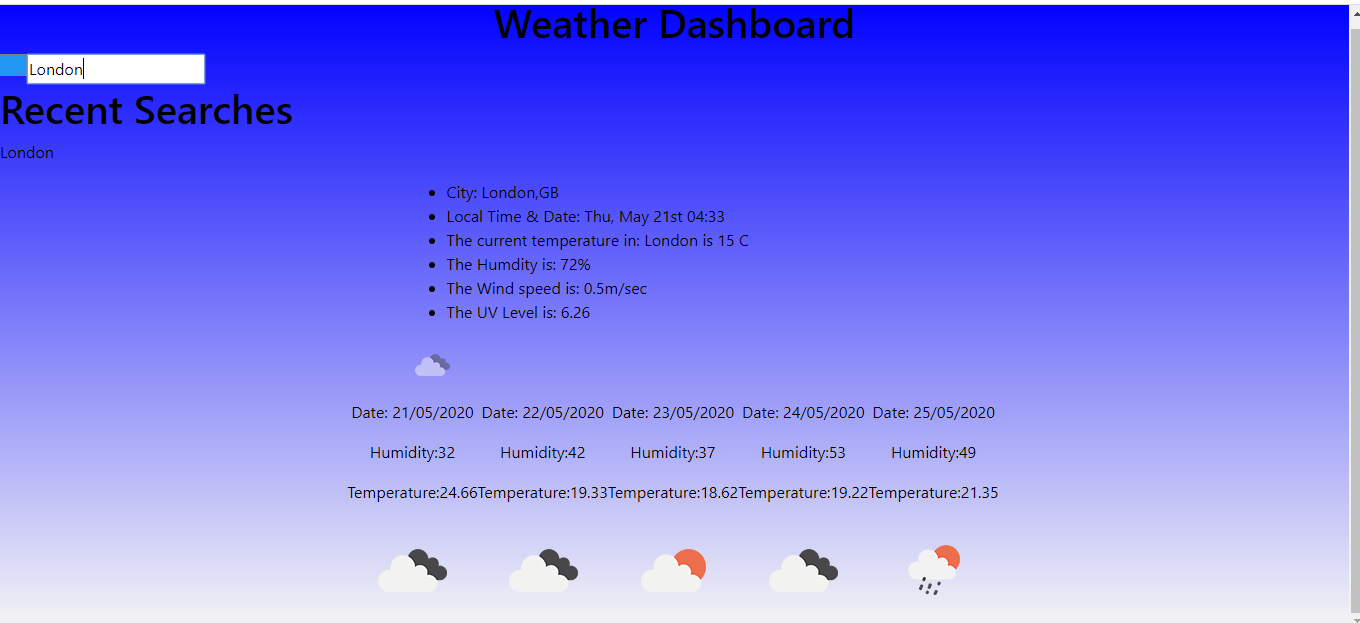 Weather Dashboard
London
Recent Searches
London
City: London,GB
Local Time & Date: Thu, May 21st 04:33
The current temperature in: London is 15 C
The Humdity is: 72%
The Wind speed is: 0.5m/sec
The UV Level is: 6.26
Date: 21/05/2020 Date: 22/05/2020 Date: 23/05/2020 Date: 24/05/2020 Date: 25/05/2020
Humidity:32 Humidity:42 Humidity:37 Humidity:53 Humidity:49
Temperature:24.66Temperature:19.33Temperature:18.62Temperature:19.22Temperature:21.35